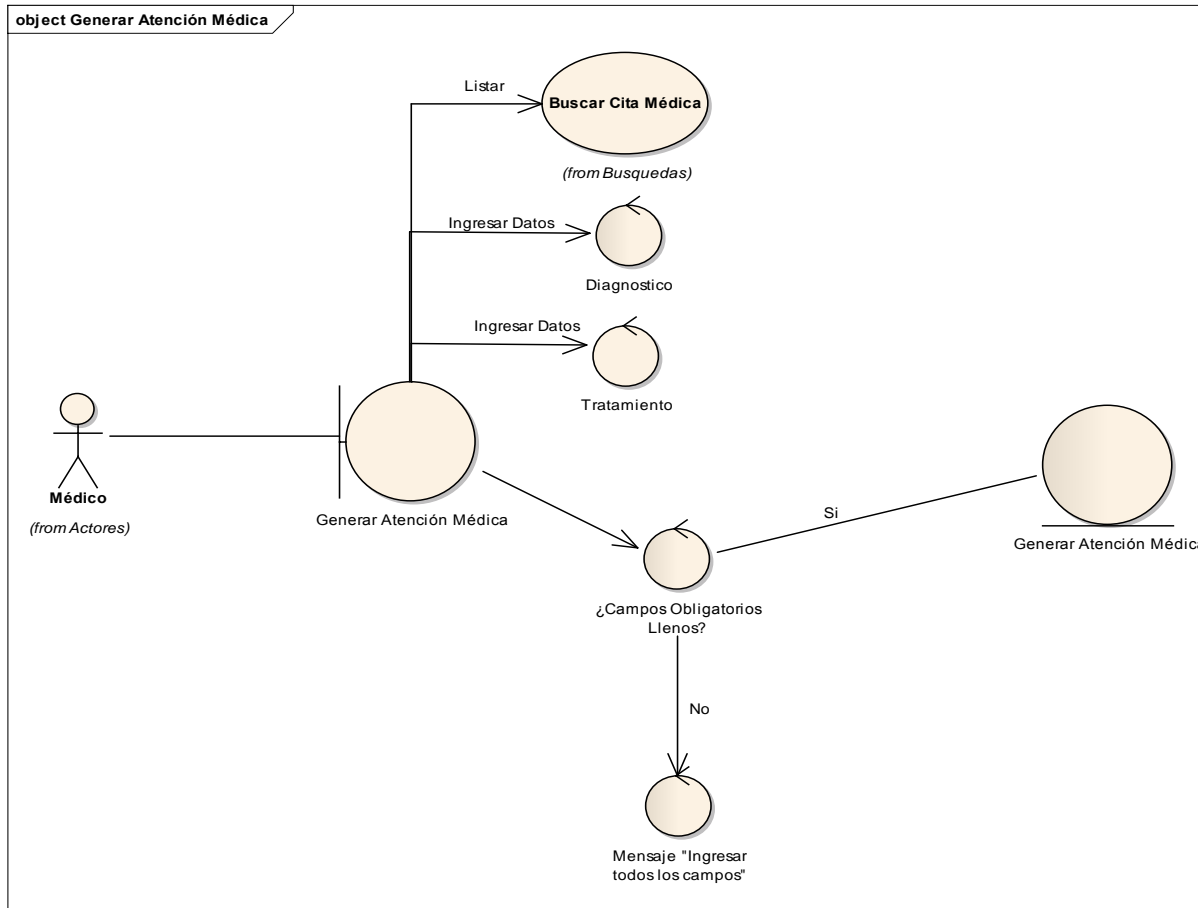 object Generar Atención Médica
Listar
Buscar Cita Médica
(from Busquedas)
Ingresar Datos
Diagnostico
Ingresar Datos
Tratamiento
Médico
(from Actores)
Generar Atención Médica
Si
Generar Atención Médica
¿Campos Obligatorios
Llenos?
No
Mensaje "Ingresar
todos los campos"